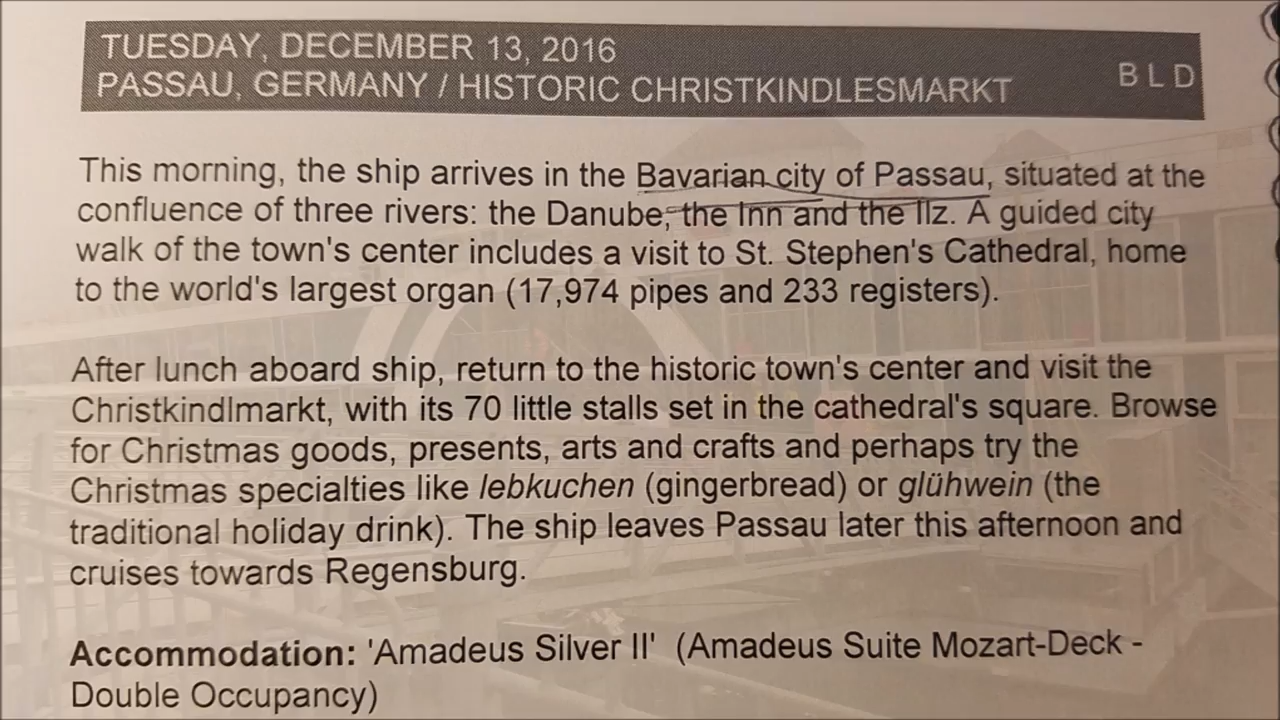 TUESDAY, DECEMBER 13, 2016
PASSAU, GERMANY / HISTORIC CHRISTKINDLESMARKT B L D
This morning, the ship arrives in the Bavarian city of Passau, situated at the
confluence of three rivers: the Danube, the Inn and the Ilz. A guided city
walk of the town's center includes a visit to St. Stephen's Cathedral, home
to the world's largest organ (17,974 pipes and 233 registers).
After lunch aboard ship, return to the historic town's center and visit the
Christkindlmarkt, with its 70 little stalls set in the cathedral's square. Browse
for Christmas goods, presents, arts and crafts and perhaps try the
Christmas specialties like lebkuchen (gingerbread) or glühwein (the
traditional holiday drink). The ship leaves Passau later this afternoon and
cruises towards Regensburg.
Accommodation: 'Amadeus Silver II' (Amadeus Suite Mozart-Deck -
Double Occupancy)